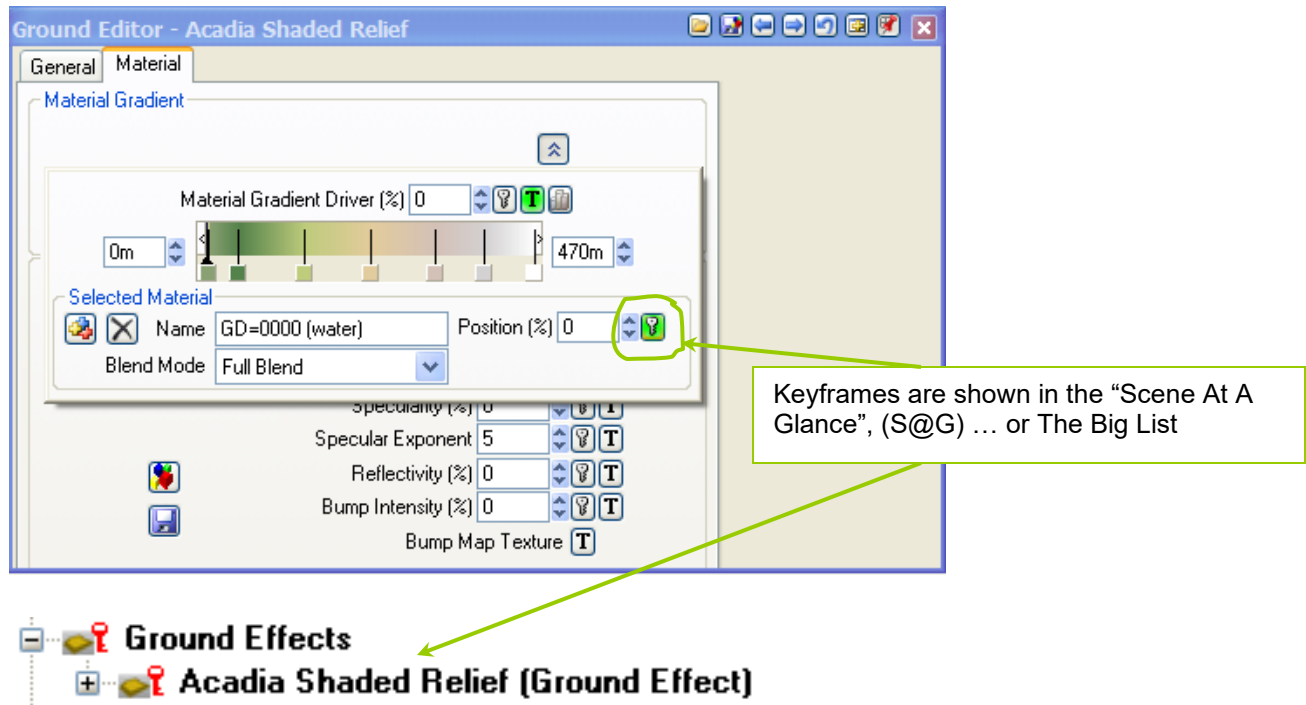 Ground Editor - Acadia Shaded Relief
General Material
Material Gradient
Material Gradient Driver (%) 0 T
0m 470m
Selected Material
Name GD=0000 (water) Position (%) 0
Blend Mode Full Blend
Specularity (%) 0 T
Specular Exponent 5 T
Reflectivity (%) 0 T
Bump Intensity (%) 0 T
Bump Map Texture T
Keyframes are shown in the “Scene At A
Glance”, (S@G) … or The Big List
Ground Effects
Acadia Shaded Relief (Ground Effect)